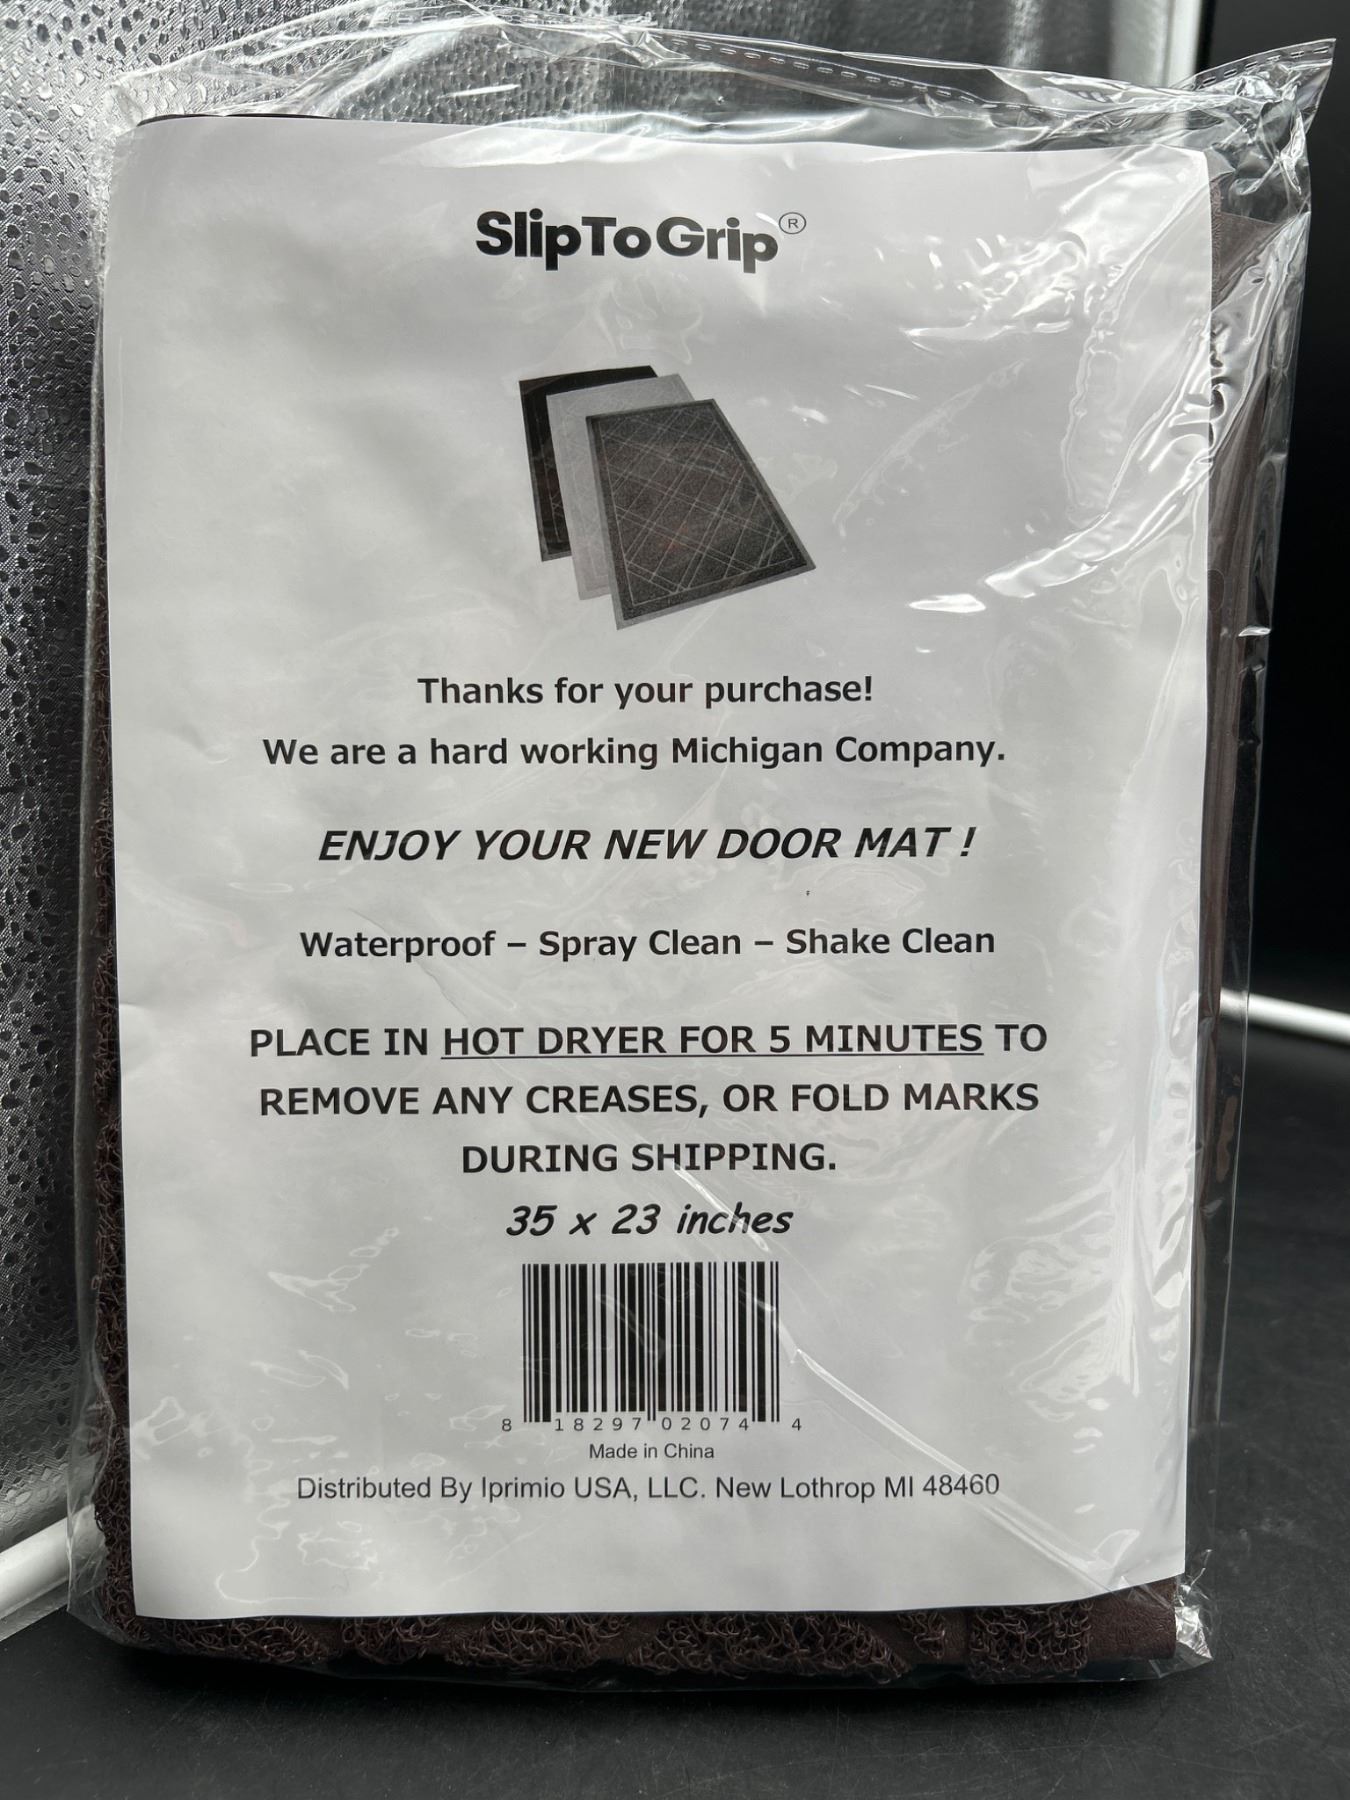 SlipToGrip®
Thanks for your purchase!
We are a hard working Michigan Company.
ENJOY YOUR NEW DOOR MAT !
Waterproof – Spray Clean – Shake Clean
PLACE IN HOT DRYER FOR 5 MINUTES TO
REMOVE ANY CREASES, OR FOLD MARKS
DURING SHIPPING.
35 x 23 inches
8 18297 02074 4
Made in China
Distributed By Iprimio USA, LLC. New Lothrop MI 48460